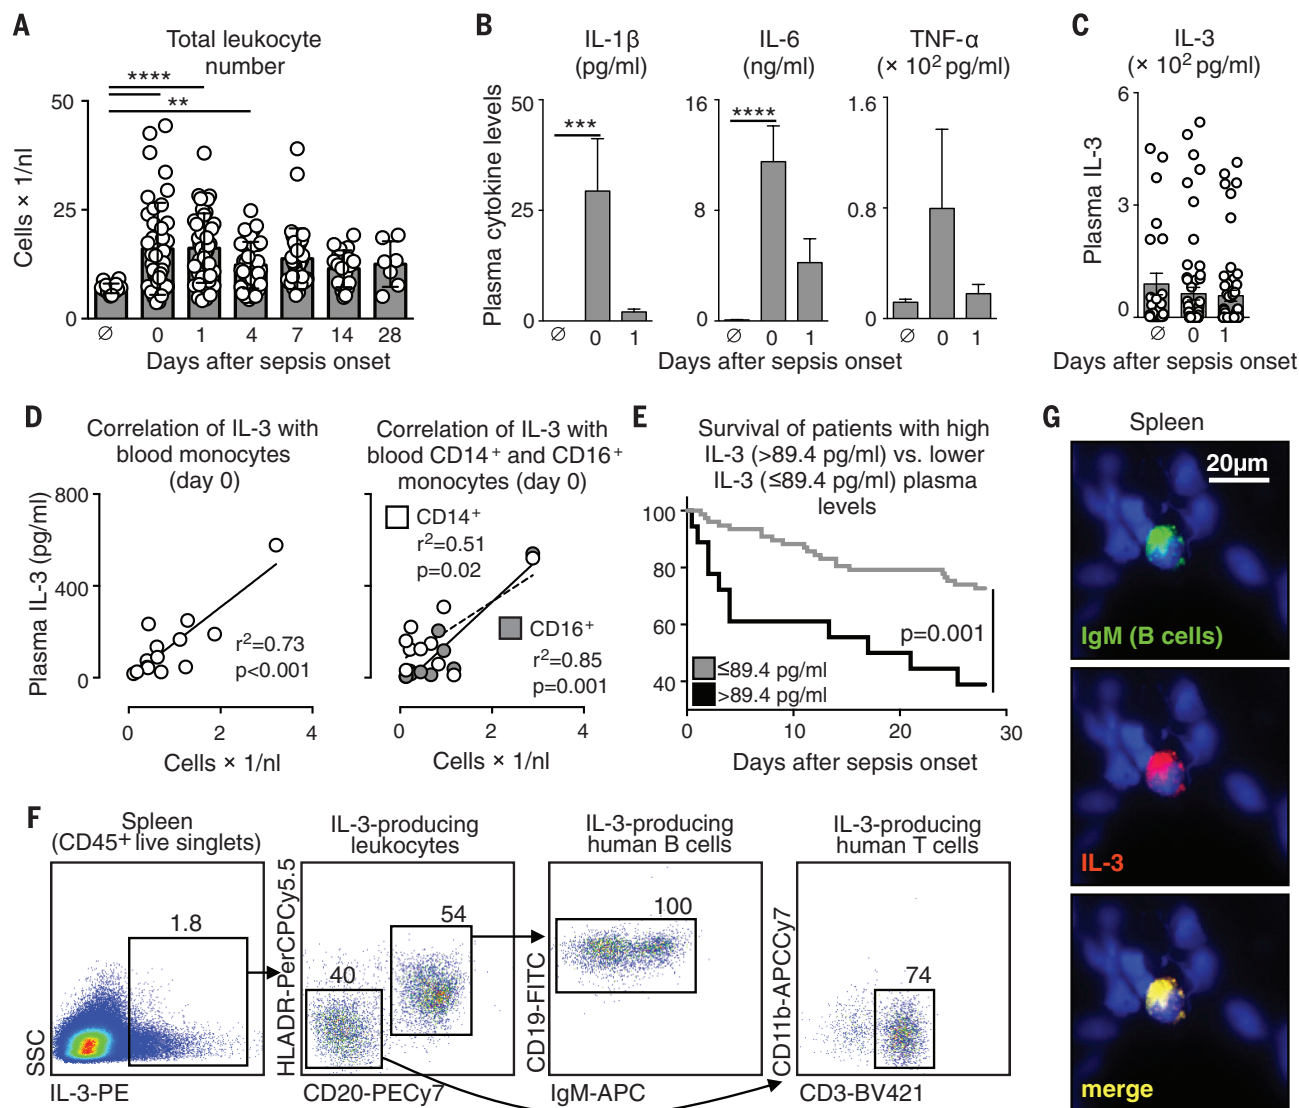 A
Total leukocyte
number
****
**
50
25
0
Cells × 1/nl
∅ 0 1 4 7 14 28
Days after sepsis onset
B
IL-1β
(pg/ml)
IL-6
(ng/ml)
TNF-α
(× 10² pg/ml)
Plasma cytokine levels
50
25
0
***
∅ 0 1
16
8
0
****
∅ 0 1
1.6
0.8
0
∅ 0 1
Days after sepsis onset
C
IL-3
(× 10² pg/ml)
Plasma IL-3
6
3
0
∅ 0 1
Days after sepsis onset
D
Correlation of IL-3 with
blood monocytes
(day 0)
Plasma IL-3 (pg/ml)
800
400
0
r²=0.73
p<0.001
0 2 4
Cells × 1/nl
Correlation of IL-3 with
blood CD14⁺ and CD16⁺
monocytes (day 0)
CD14⁺
r²=0.51
p=0.02
CD16⁺
r²=0.85
p=0.001
0 2 4
Cells × 1/nl
E
Survival of patients with high
IL-3 (>89.4 pg/ml) vs. lower
IL-3 (≤89.4 pg/ml) plasma
levels
100
80
60
40
p=0.001
≤89.4 pg/ml
>89.4 pg/ml
0 10 20 30
Days after sepsis onset
F
Spleen
(CD45⁺ live singlets)
1.8
SSC
IL-3-PE
IL-3-producing
leukocytes
54
40
HLADR-PerCPCy5.5
CD20-PECy7
IL-3-producing
human B cells
100
CD19-FITC
IgM-APC
IL-3-producing
human T cells
74
CD11b-APCCy7
CD3-BV421
G
Spleen
20μm
IgM (B cells)
IL-3
merge